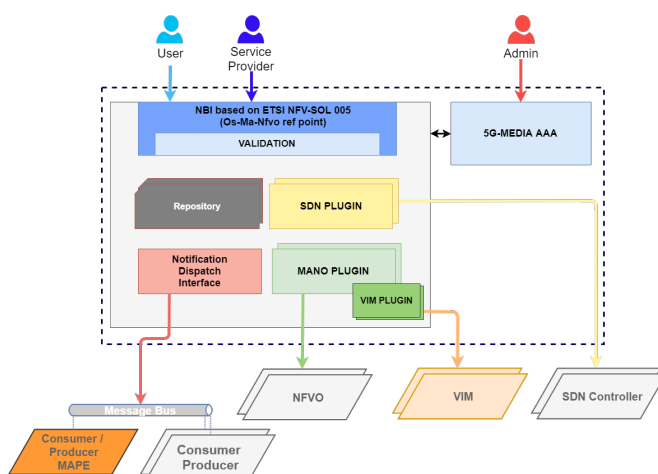 User
Service
Provider
Admin
NBI based on ETSI NFV-SOL 005
(Os-Ma-Nfvo ref point)
VALIDATION
5G-MEDIA AAA
Repository
SDN PLUGIN
Notification
Dispatch
Interface
MANO PLUGIN
VIM PLUGIN
NFVO
VIM
SDN Controller
Message Bus
Consumer /
Producer
MAPE
Consumer
Producer